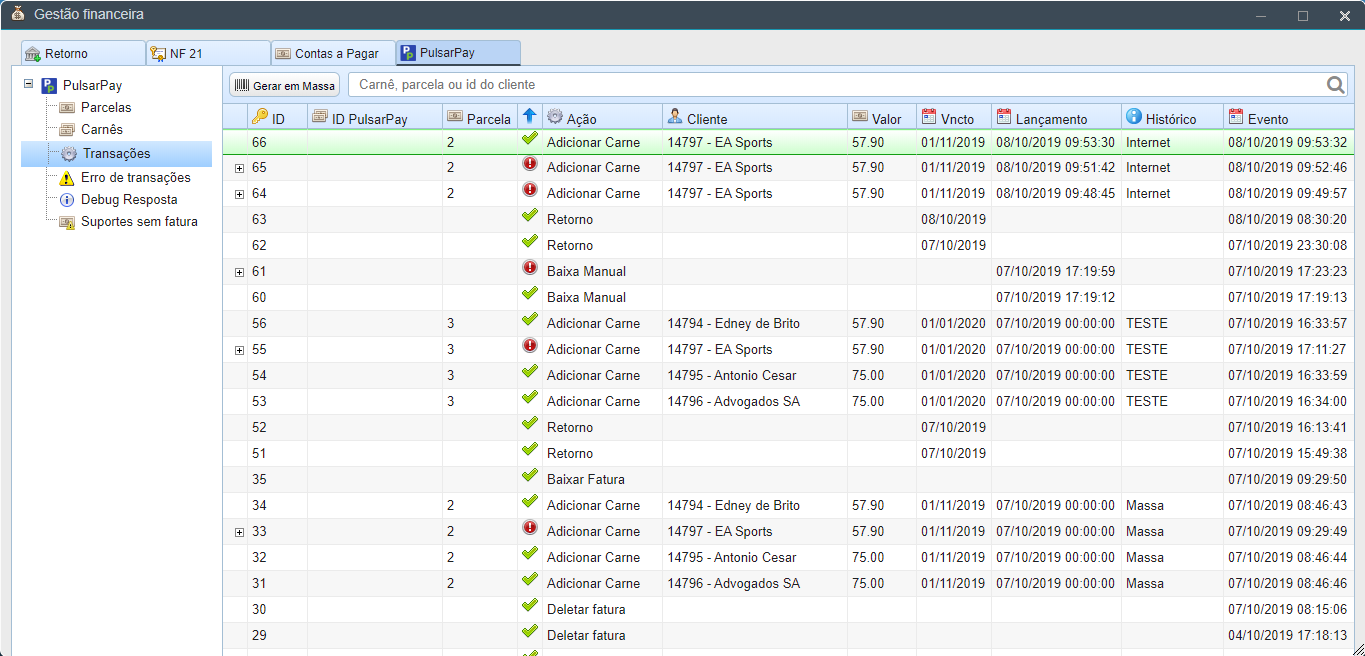 Gestão financeira
Retorno NF 21 Contas a Pagar PulsarPay
PulsarPay
Parcelas
Carnês
Transações
Erro de transações
Debug Resposta
Suportes sem fatura
Gerar em Massa Carnê, parcela ou id do cliente
ID ID PulsarPay Parcela Ação Cliente Valor Vncto Lançamento Histórico Evento
66 2 Adicionar Carne 14797 - EA Sports 57.90 01/11/2019 08/10/2019 09:53:30 Internet 08/10/2019 09:53:32
65 2 Adicionar Carne 14797 - EA Sports 57.90 01/11/2019 08/10/2019 09:51:42 Internet 08/10/2019 09:52:46
64 2 Adicionar Carne 14797 - EA Sports 57.90 01/11/2019 08/10/2019 09:48:45 Internet 08/10/2019 09:49:57
63 Retorno 08/10/2019 08/10/2019 08:30:20
62 Retorno 07/10/2019 07/10/2019 23:30:08
61 Baixa Manual 07/10/2019 17:19:59 07/10/2019 17:23:23
60 Baixa Manual 07/10/2019 17:19:12 07/10/2019 17:19:13
56 3 Adicionar Carne 14794 - Edney de Brito 57.90 01/01/2020 07/10/2019 00:00:00 TESTE 07/10/2019 16:33:57
55 3 Adicionar Carne 14797 - EA Sports 57.90 01/01/2020 07/10/2019 00:00:00 TESTE 07/10/2019 17:11:27
54 3 Adicionar Carne 14795 - Antonio Cesar 75.00 01/01/2020 07/10/2019 00:00:00 TESTE 07/10/2019 16:33:59
53 3 Adicionar Carne 14796 - Advogados SA 75.00 01/01/2020 07/10/2019 00:00:00 TESTE 07/10/2019 16:34:00
52 Retorno 07/10/2019 07/10/2019 16:13:41
51 Retorno 07/10/2019 07/10/2019 15:49:38
35 Baixar Fatura 07/10/2019 09:29:50
34 2 Adicionar Carne 14794 - Edney de Brito 57.90 01/11/2019 07/10/2019 00:00:00 Massa 07/10/2019 08:46:43
33 2 Adicionar Carne 14797 - EA Sports 57.90 01/11/2019 07/10/2019 00:00:00 Massa 07/10/2019 09:29:49
32 2 Adicionar Carne 14795 - Antonio Cesar 75.00 01/11/2019 07/10/2019 00:00:00 Massa 07/10/2019 08:46:44
31 2 Adicionar Carne 14796 - Advogados SA 75.00 01/11/2019 07/10/2019 00:00:00 Massa 07/10/2019 08:46:46
30 Deletar fatura 07/10/2019 08:15:06
29 Deletar fatura 04/10/2019 17:18:13